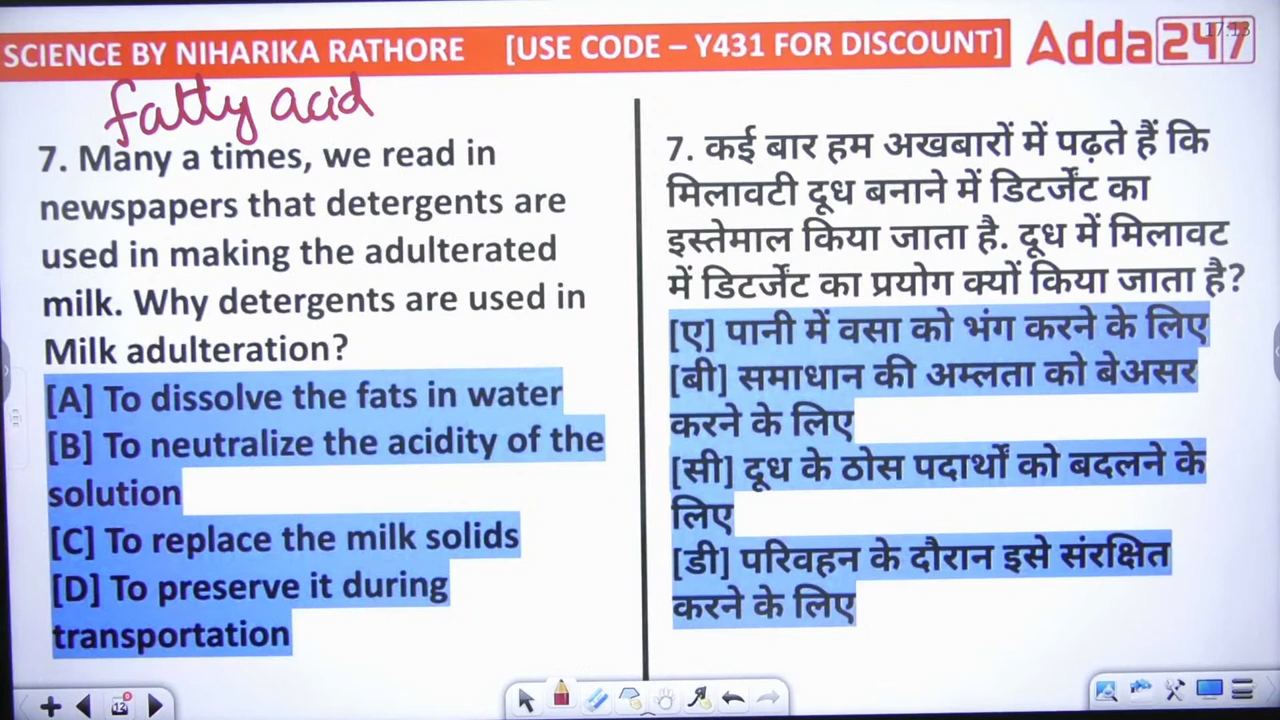 SCIENCE BY NIHARIKA RATHORE [USE CODE – Y431 FOR DISCOUNT]
Adda247
17:13
fatty acid
7. Many a times, we read in
newspapers that detergents are
used in making the adulterated
milk. Why detergents are used in
Milk adulteration?
[A] To dissolve the fats in water
[B] To neutralize the acidity of the
solution
[C] To replace the milk solids
[D] To preserve it during
transportation
7. कई बार हम अखबारों में पढ़ते हैं कि
मिलावटी दूध बनाने में डिटर्जेंट का
इस्तेमाल किया जाता है. दूध में मिलावट
में डिटर्जेंट का प्रयोग क्यों किया जाता है?
[ए] पानी में वसा को भंग करने के लिए
[बी] समाधान की अम्लता को बेअसर
करने के लिए
[सी] दूध के ठोस पदार्थों को बदलने के
लिए
[डी] परिवहन के दौरान इसे संरक्षित
करने के लिए
12